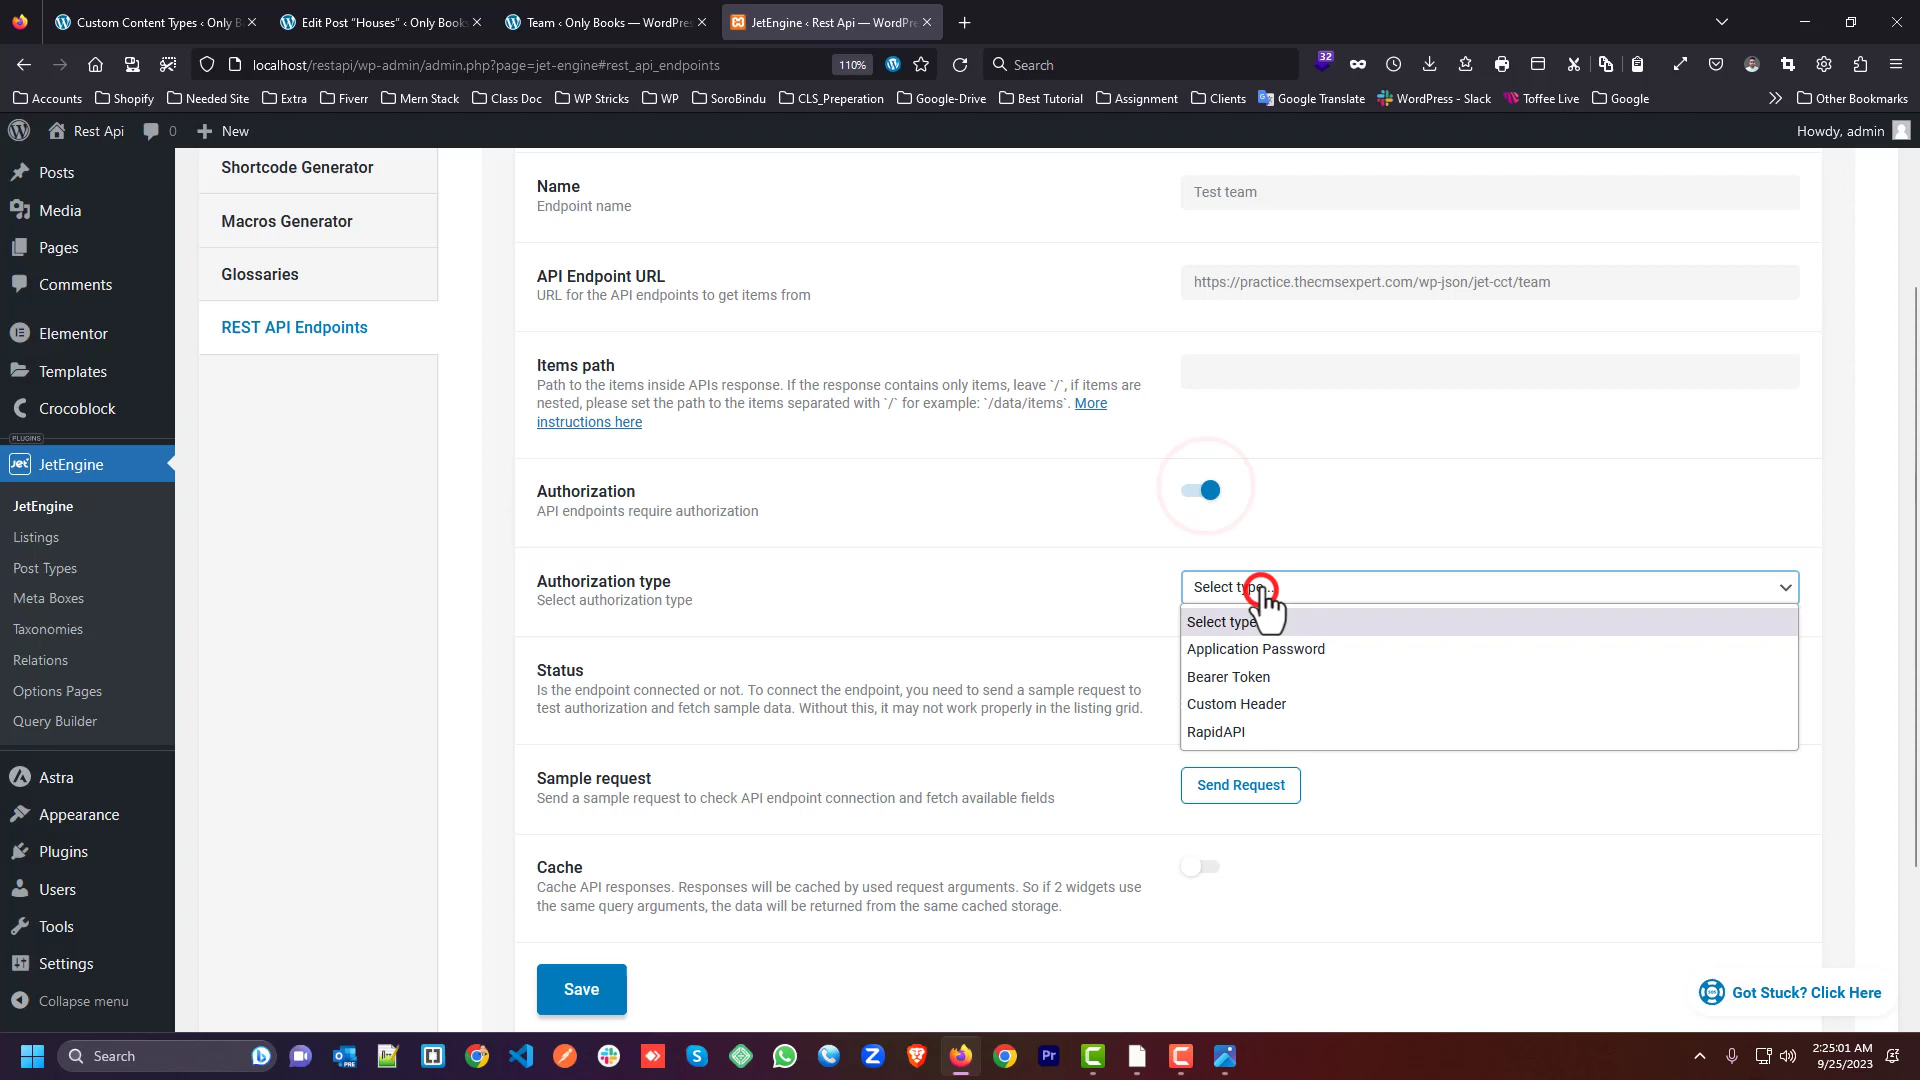 Custom Content Types ‹ Only B
Edit Post “Houses” ‹ Only Books
Team ‹ Only Books — WordPres
JetEngine ‹ Rest Api — WordPre
localhost/restapi/wp-admin/admin.php?page=jet-engine#rest_api_endpoints
110%
Search
32
Accounts
Shopify
Needed Site
Extra
Fiverr
Mern Stack
Class Doc
WP Stricks
WP
SoroBindu
CLS_Preperation
Google-Drive
Best Tutorial
Assignment
Clients
Google Translate
WordPress - Slack
Toffee Live
Google
Other Bookmarks
Rest Api
0
New
Howdy, admin
Posts
Media
Pages
Comments
Elementor
Templates
Crocoblock
PLUGINS
JetEngine
JetEngine
Listings
Post Types
Meta Boxes
Taxonomies
Relations
Options Pages
Query Builder
Astra
Appearance
Plugins
Users
Tools
Settings
Collapse menu
Shortcode Generator
Macros Generator
Glossaries
REST API Endpoints
Name
Endpoint name
Test team
API Endpoint URL
URL for the API endpoints to get items from
https://practice.thecmsexpert.com/wp-json/jet-cct/team
Items path
Path to the items inside APIs response. If the response contains only items, leave `/`, if items are
nested, please set the path to the items separated with `/` for example: `/data/items`. More
instructions here
Authorization
API endpoints require authorization
Authorization type
Select authorization type
Select type...
Select type
Application Password
Bearer Token
Custom Header
RapidAPI
Status
Is the endpoint connected or not. To connect the endpoint, you need to send a sample request to
test authorization and fetch sample data. Without this, it may not work properly in the listing grid.
Sample request
Send a sample request to check API endpoint connection and fetch available fields
Send Request
Cache
Cache API responses. Responses will be cached by used request arguments. So if 2 widgets use
the same query arguments, the data will be returned from the same cached storage.
Save
Got Stuck? Click Here
Search
2:25:01 AM
9/25/2023